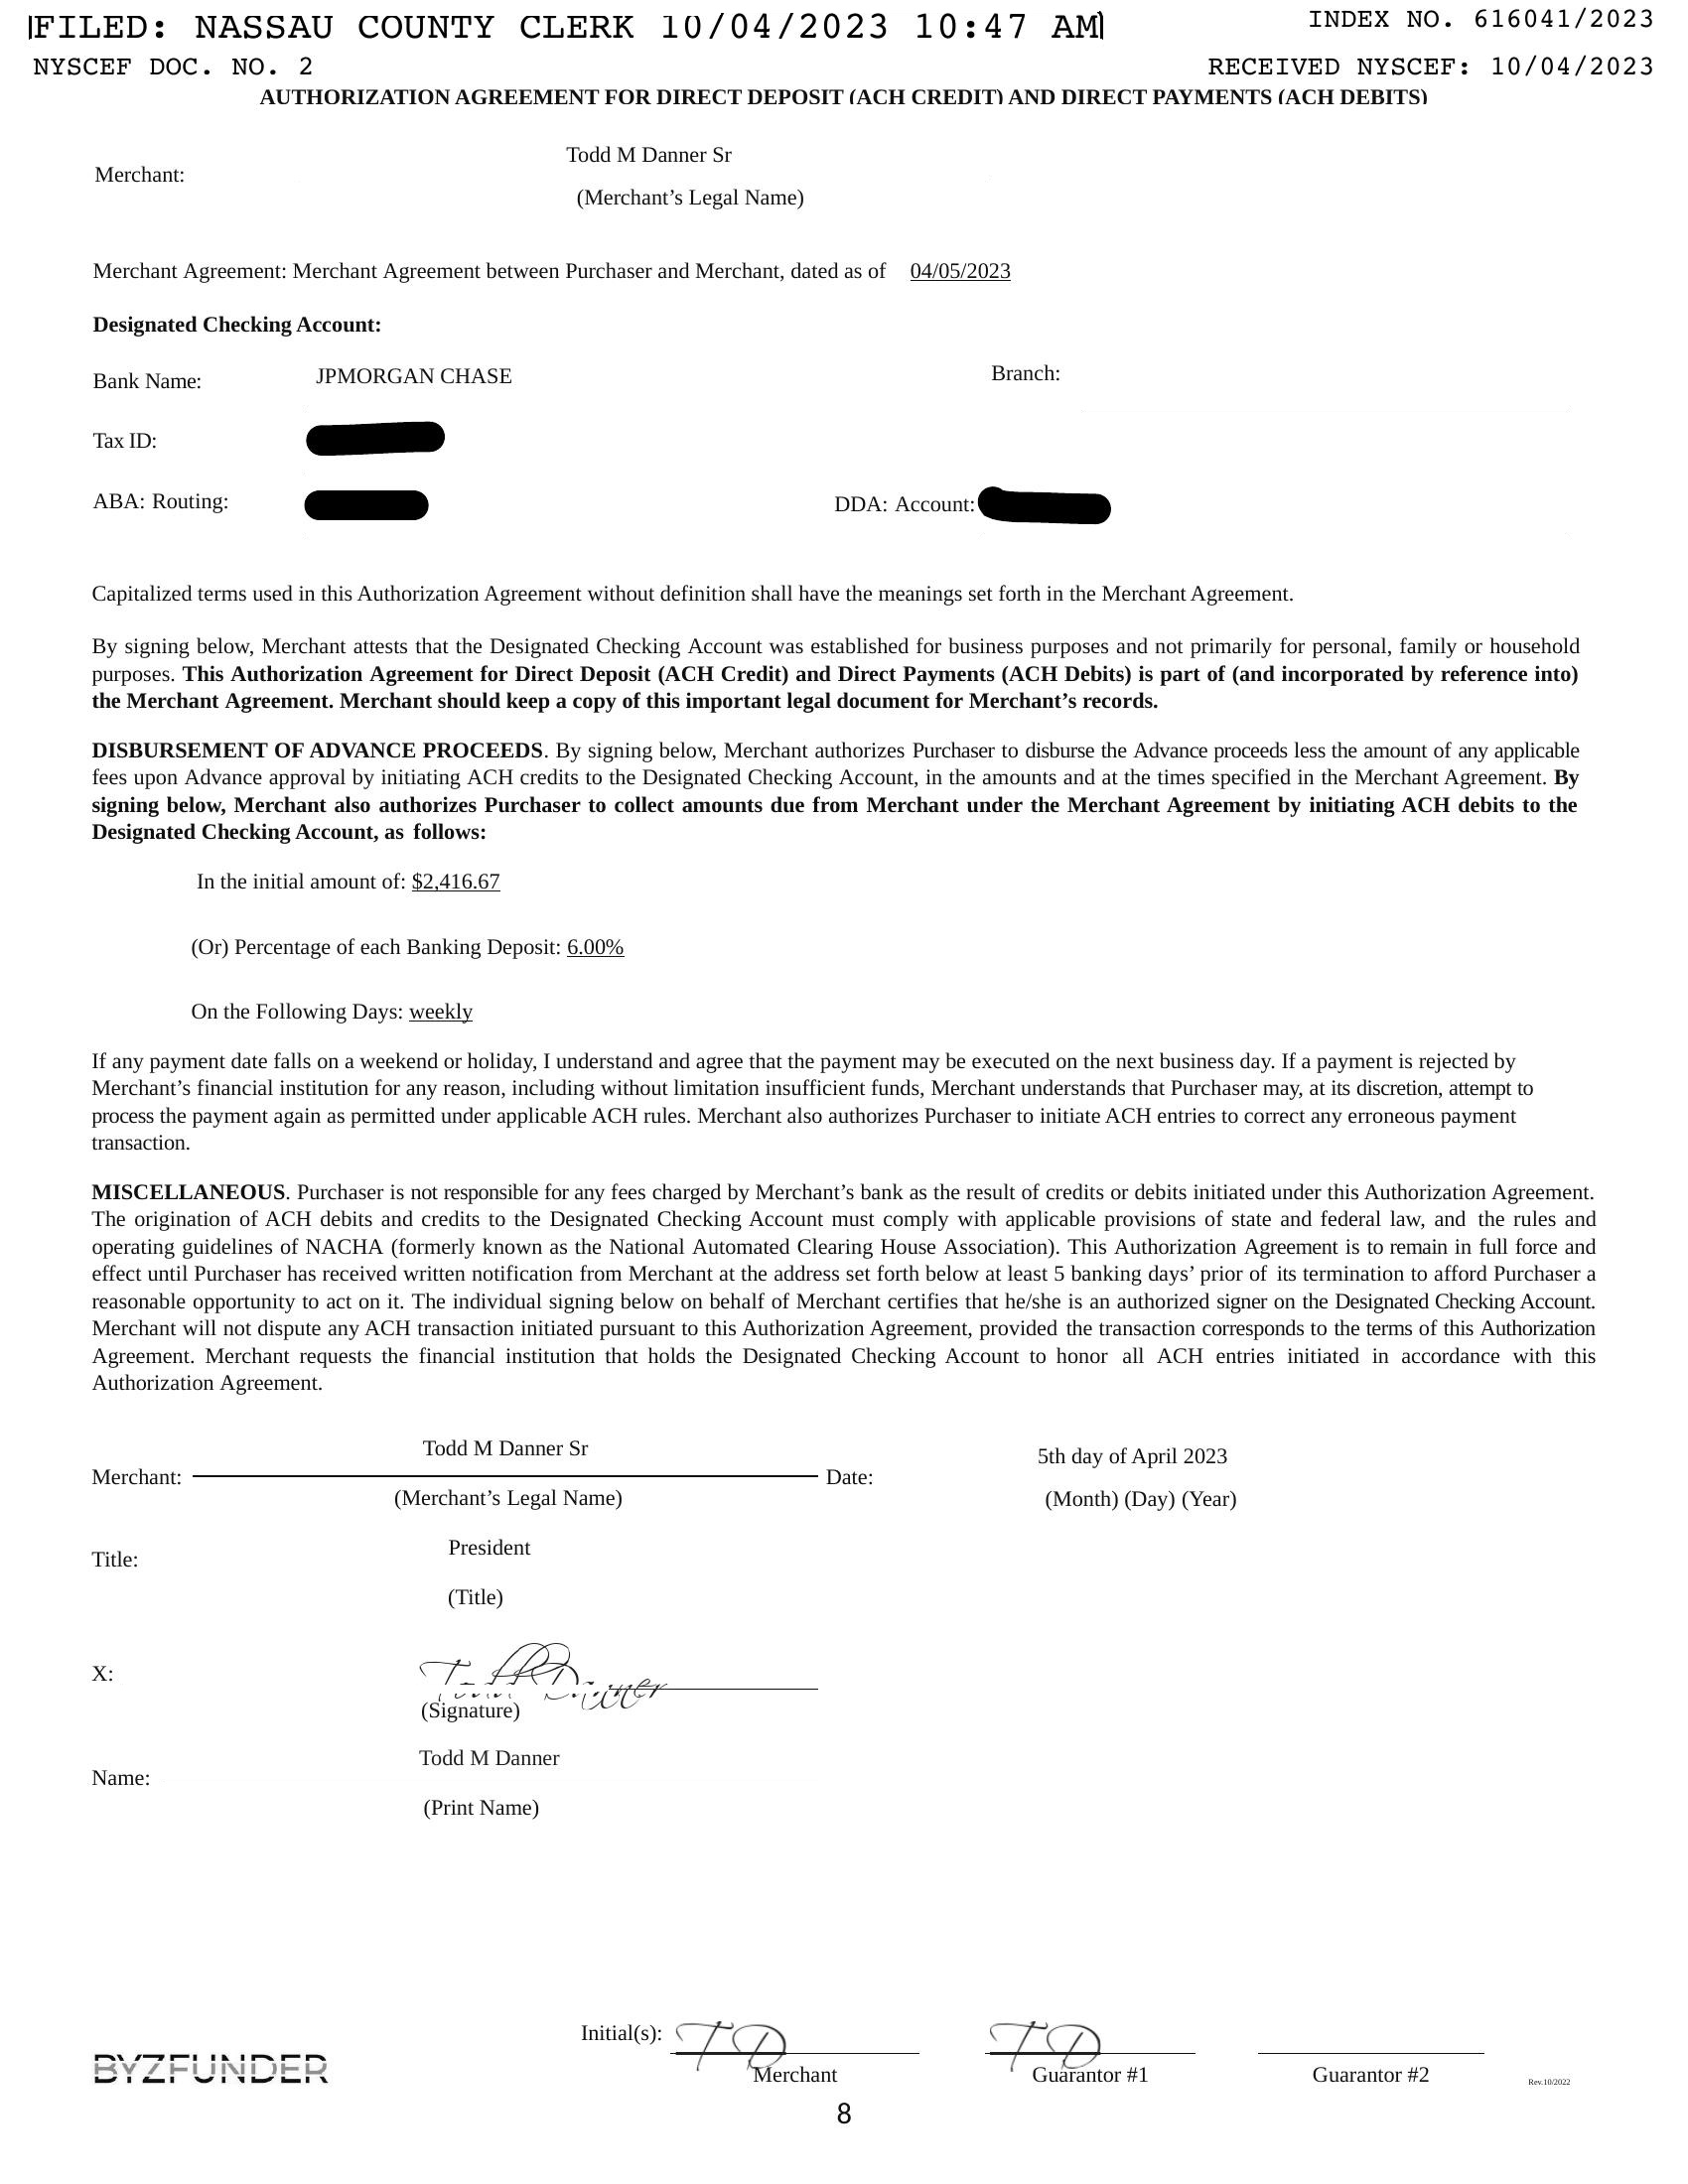 FILED: NASSAU COUNTY CLERK 10/04/2023 10:47 AM
INDEX NO. 616041/2023
NYSCEF DOC. NO. 2
RECEIVED NYSCEF: 10/04/2023
AUTHORIZATION AGREEMENT FOR DIRECT DEPOSIT (ACH CREDIT) AND DIRECT PAYMENTS (ACH DEBITS)
Todd M Danner Sr
Merchant:
(Merchant’s Legal Name)
Merchant Agreement: Merchant Agreement between Purchaser and Merchant, dated as of 04/05/2023
Designated Checking Account:
Bank Name: JPMORGAN CHASE Branch:
Tax ID:
ABA: Routing: DDA: Account:
Capitalized terms used in this Authorization Agreement without definition shall have the meanings set forth in the Merchant Agreement.
By signing below, Merchant attests that the Designated Checking Account was established for business purposes and not primarily for personal, family or household
purposes. This Authorization Agreement for Direct Deposit (ACH Credit) and Direct Payments (ACH Debits) is part of (and incorporated by reference into)
the Merchant Agreement. Merchant should keep a copy of this important legal document for Merchant’s records.
DISBURSEMENT OF ADVANCE PROCEEDS. By signing below, Merchant authorizes Purchaser to disburse the Advance proceeds less the amount of any applicable
fees upon Advance approval by initiating ACH credits to the Designated Checking Account, in the amounts and at the times specified in the Merchant Agreement. By
signing below, Merchant also authorizes Purchaser to collect amounts due from Merchant under the Merchant Agreement by initiating ACH debits to the
Designated Checking Account, as follows:
In the initial amount of: $2,416.67
(Or) Percentage of each Banking Deposit: 6.00%
On the Following Days: weekly
If any payment date falls on a weekend or holiday, I understand and agree that the payment may be executed on the next business day. If a payment is rejected by
Merchant’s financial institution for any reason, including without limitation insufficient funds, Merchant understands that Purchaser may, at its discretion, attempt to
process the payment again as permitted under applicable ACH rules. Merchant also authorizes Purchaser to initiate ACH entries to correct any erroneous payment
transaction.
MISCELLANEOUS. Purchaser is not responsible for any fees charged by Merchant’s bank as the result of credits or debits initiated under this Authorization Agreement.
The origination of ACH debits and credits to the Designated Checking Account must comply with applicable provisions of state and federal law, and the rules and
operating guidelines of NACHA (formerly known as the National Automated Clearing House Association). This Authorization Agreement is to remain in full force and
effect until Purchaser has received written notification from Merchant at the address set forth below at least 5 banking days’ prior of its termination to afford Purchaser a
reasonable opportunity to act on it. The individual signing below on behalf of Merchant certifies that he/she is an authorized signer on the Designated Checking Account.
Merchant will not dispute any ACH transaction initiated pursuant to this Authorization Agreement, provided the transaction corresponds to the terms of this Authorization
Agreement. Merchant requests the financial institution that holds the Designated Checking Account to honor all ACH entries initiated in accordance with this
Authorization Agreement.
Todd M Danner Sr 5th day of April 2023
Merchant: Date:
(Merchant’s Legal Name) (Month) (Day) (Year)
President
Title:
(Title)
X: Todd Danner
(Signature)
Todd M Danner
Name:
(Print Name)
Initial(s): T D T D
BYZFUNDER
Merchant Guarantor #1 Guarantor #2 Rev.10/2022
8